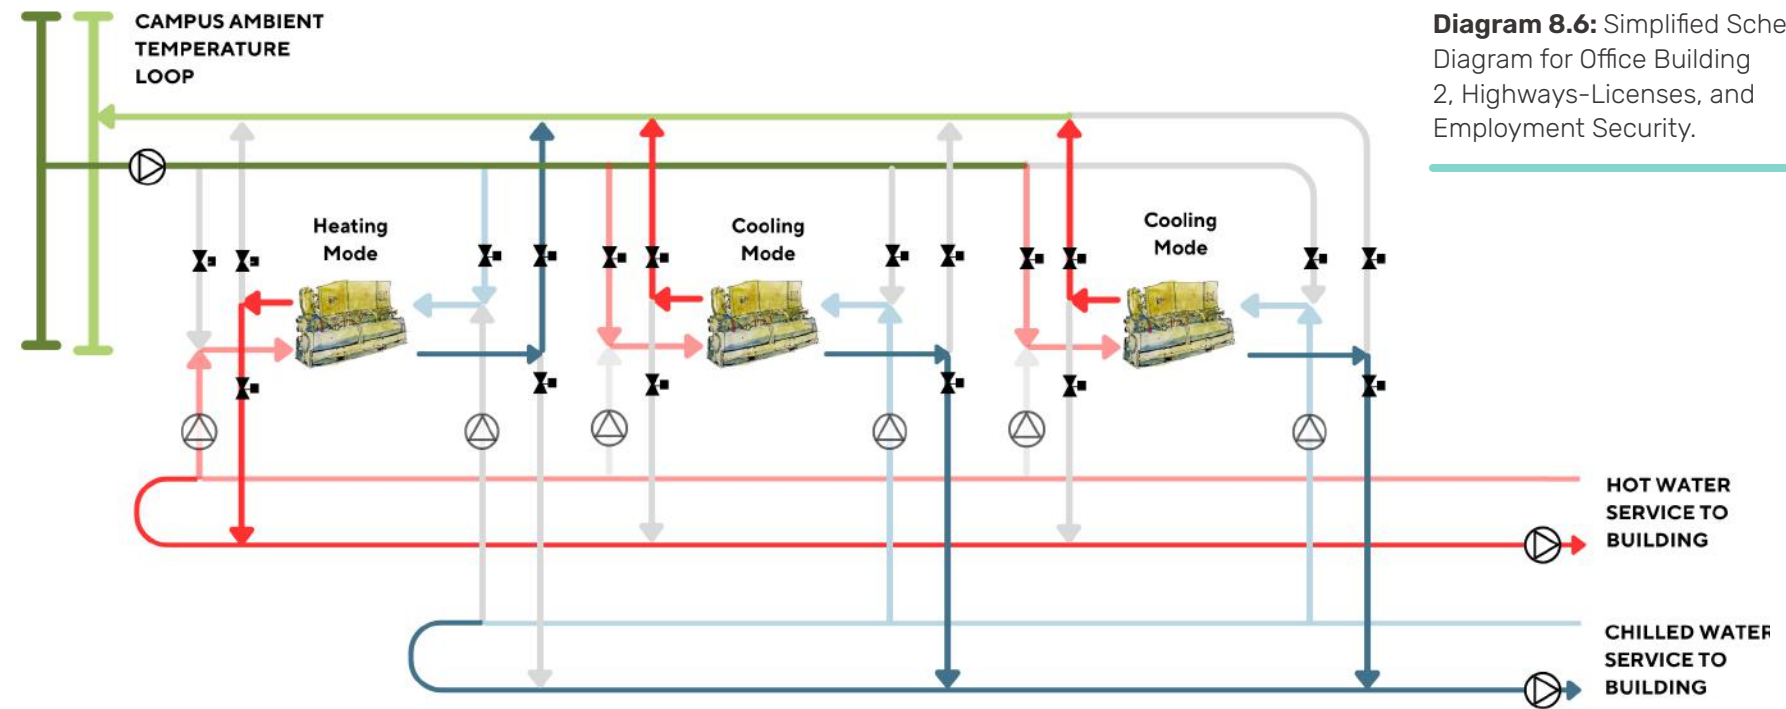 CAMPUS AMBIENT
TEMPERATURE
LOOP
Diagram 8.6: Simplified
Diagram for Office Building
2, Highways-Licenses, and
Employment Security.
Heating
Mode
Cooling
Mode
Cooling
Mode
HOT WATER
SERVICE TO
BUILDING
CHILLED WATER
SERVICE TO
BUILDING